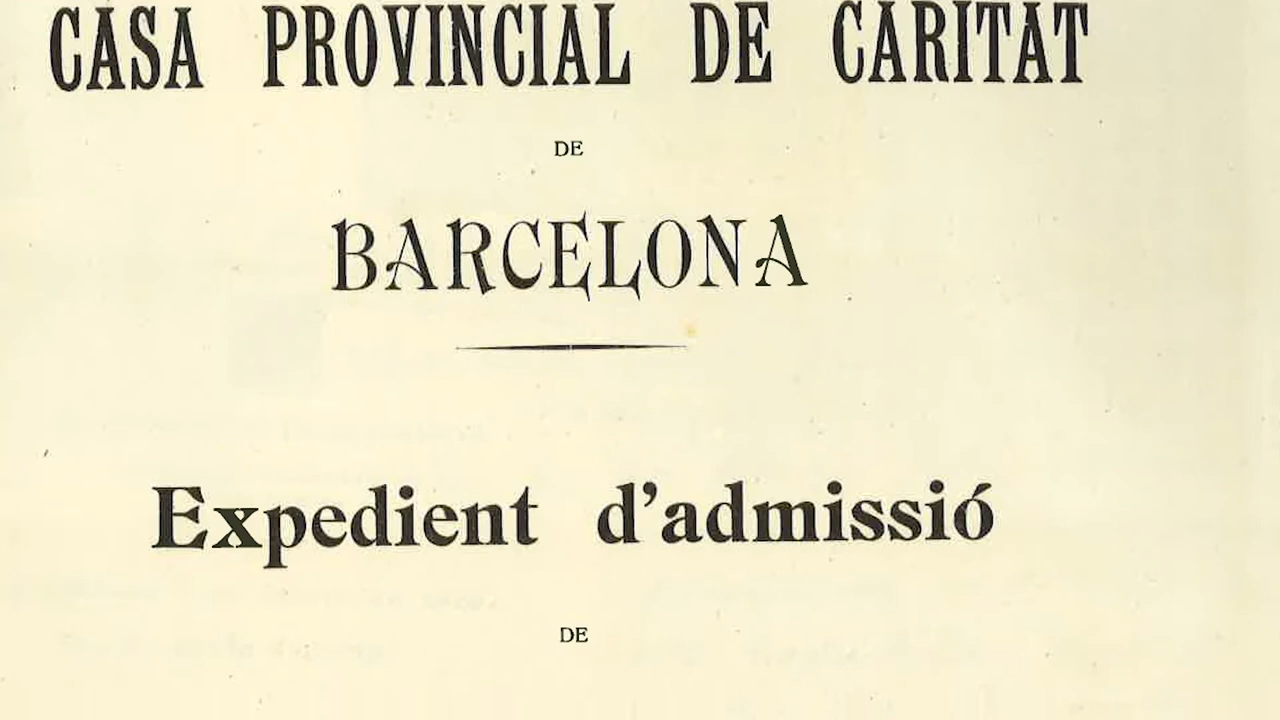 CASA PROVINCIAL DE CARITAT
DE
BARCELONA
Expedient d'admissió
DE